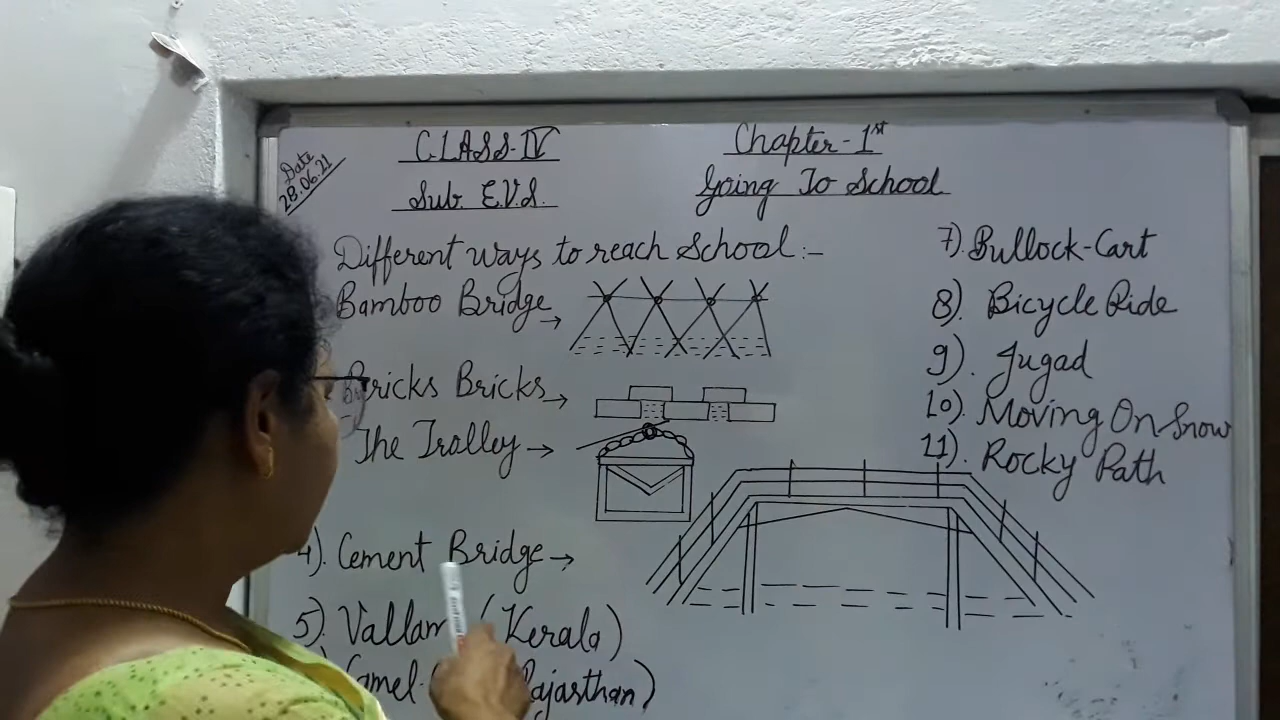 Date
28.06.21
CLASS-IV
Sub. E.V.S.
Chapter-1st
Going To School
Different ways to reach School:-
Bamboo Bridge→
Bricks Bricks→
The Trolley→
4). Cement Bridge→
5). Vallam (Kerala)
Camel- Rajasthan)
7). Bullock-Cart
8). Bicycle Ride
9). Jugad
10). Moving On Snow
11). Rocky Path